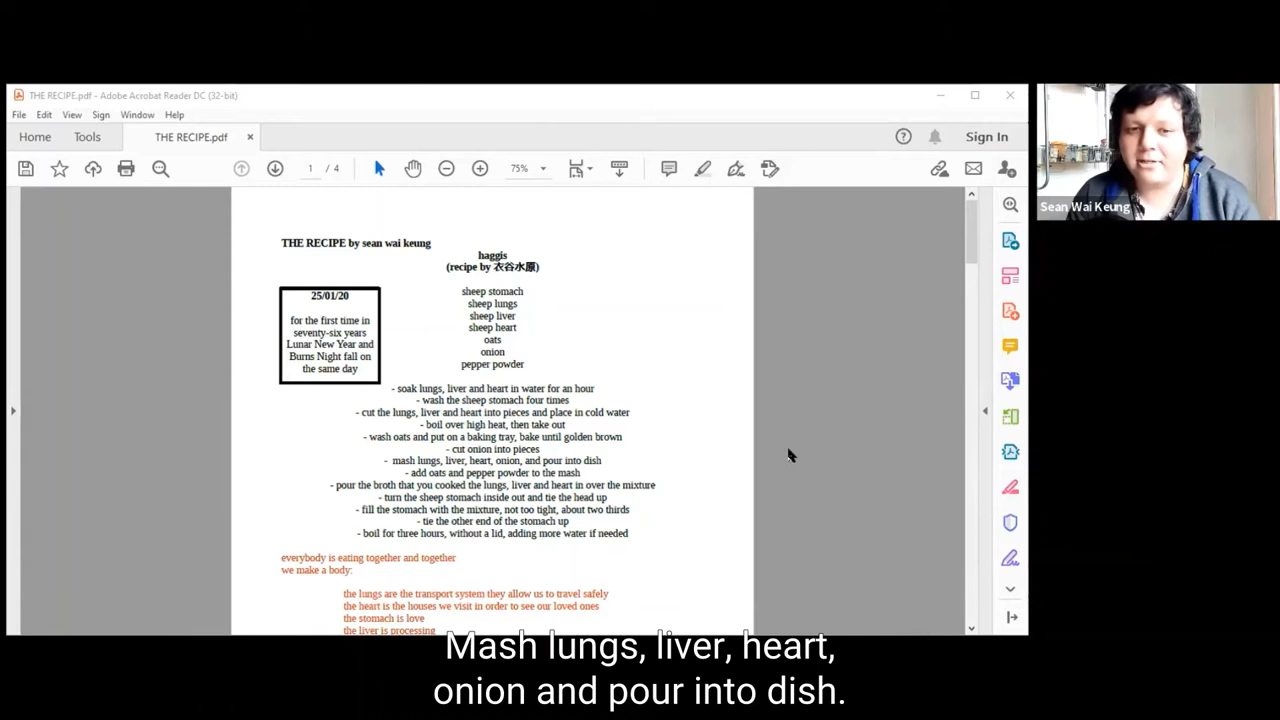 THE RECIPE.pdf - Adobe Acrobat Reader DC (32-bit)
File Edit View Sign Window Help
Home Tools THE RECIPE.pdf Sign In
1 / 4 75%
THE RECIPE by sean wai keung
haggis
(recipe by 衣谷水原)
25/01/20
for the first time in
seventy-six years
Lunar New Year and
Burns Night fall on
the same day
sheep stomach
sheep lungs
sheep liver
sheep heart
oats
onion
pepper powder
- soak lungs, liver and heart in water for an hour
- wash the sheep stomach four times
- cut the lungs, liver and heart into pieces and place in cold water
- boil over high heat, then take out
- wash oats and put on a baking tray, bake until golden brown
- cut onion into pieces
- mash lungs, liver, heart, onion, and pour into dish
- add oats and pepper powder to the mash
- pour the broth that you cooked the lungs, liver and heart in over the mixture
- turn the sheep stomach inside out and tie the head up
- fill the stomach with the mixture, not too tight, about two thirds
- tie the other end of the stomach up
- boil for three hours, without a lid, adding more water if needed
everybody is eating together and together
we make a body:
the lungs are the transport system they allow us to travel safely
the heart is the houses we visit in order to see our loved ones
the stomach is love
the liver is processing
Sean Wai Keung
Mash lungs, liver, heart,
onion and pour into dish.